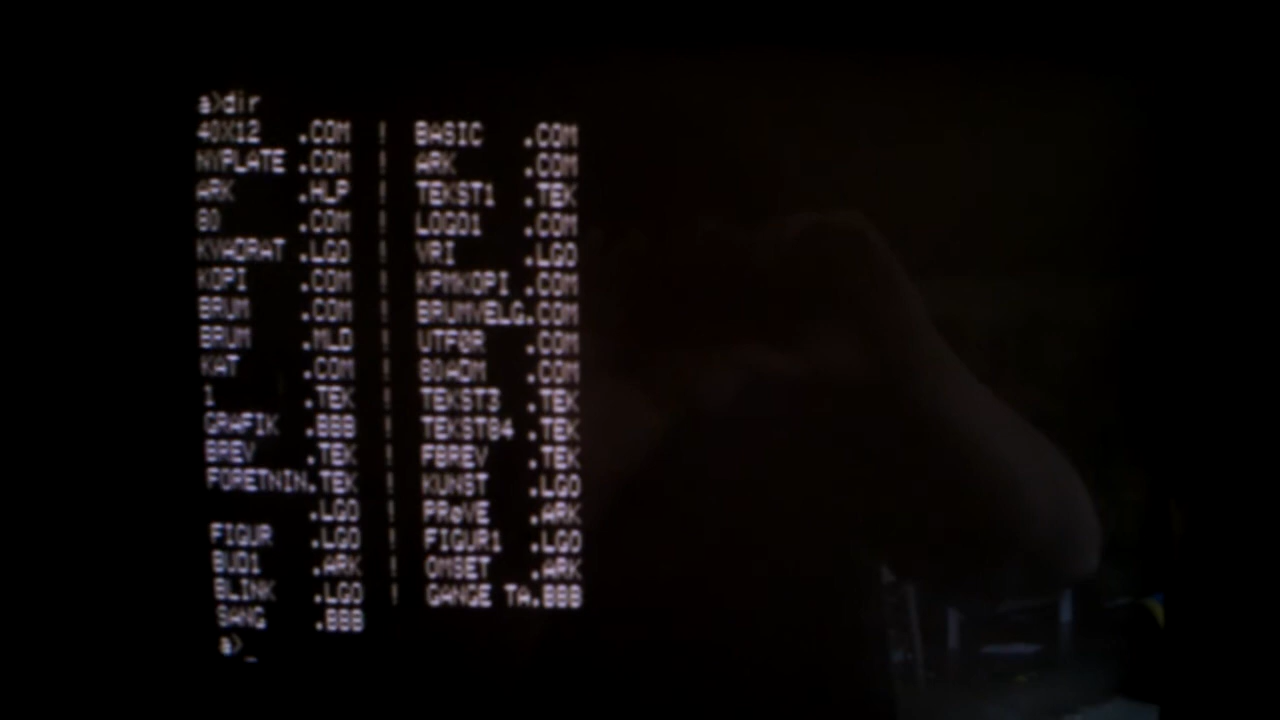 a>dir
40X12 .COM ! BASIC .COM
NYPLATE .COM ! ARK .COM
ARK .HLP ! TEKST1 .TEK
80 .COM ! LOGO1 .COM
KVADRAT .LGO ! VRI .LGO
KOPI .COM ! KPMKOPI .COM
BRUM .COM ! BRUMVELG.COM
BRUM .MLD ! UTFØR .COM
KAT .COM ! 80ADM .COM
1 .TEK ! TEKST3 .TEK
GRAFIK .BBB ! TEKST84 .TEK
BREV .TEK ! FBREV .TEK
FORETNIN.TEK ! KUNST .LGO
.LGO ! PRøVE .ARK
FIGUR .LGO ! FIGUR1 .LGO
BUD1 .ARK ! OMSET .ARK
BLINK .LGO ! GANGE TA.BBB
SANG .BBB
a>_